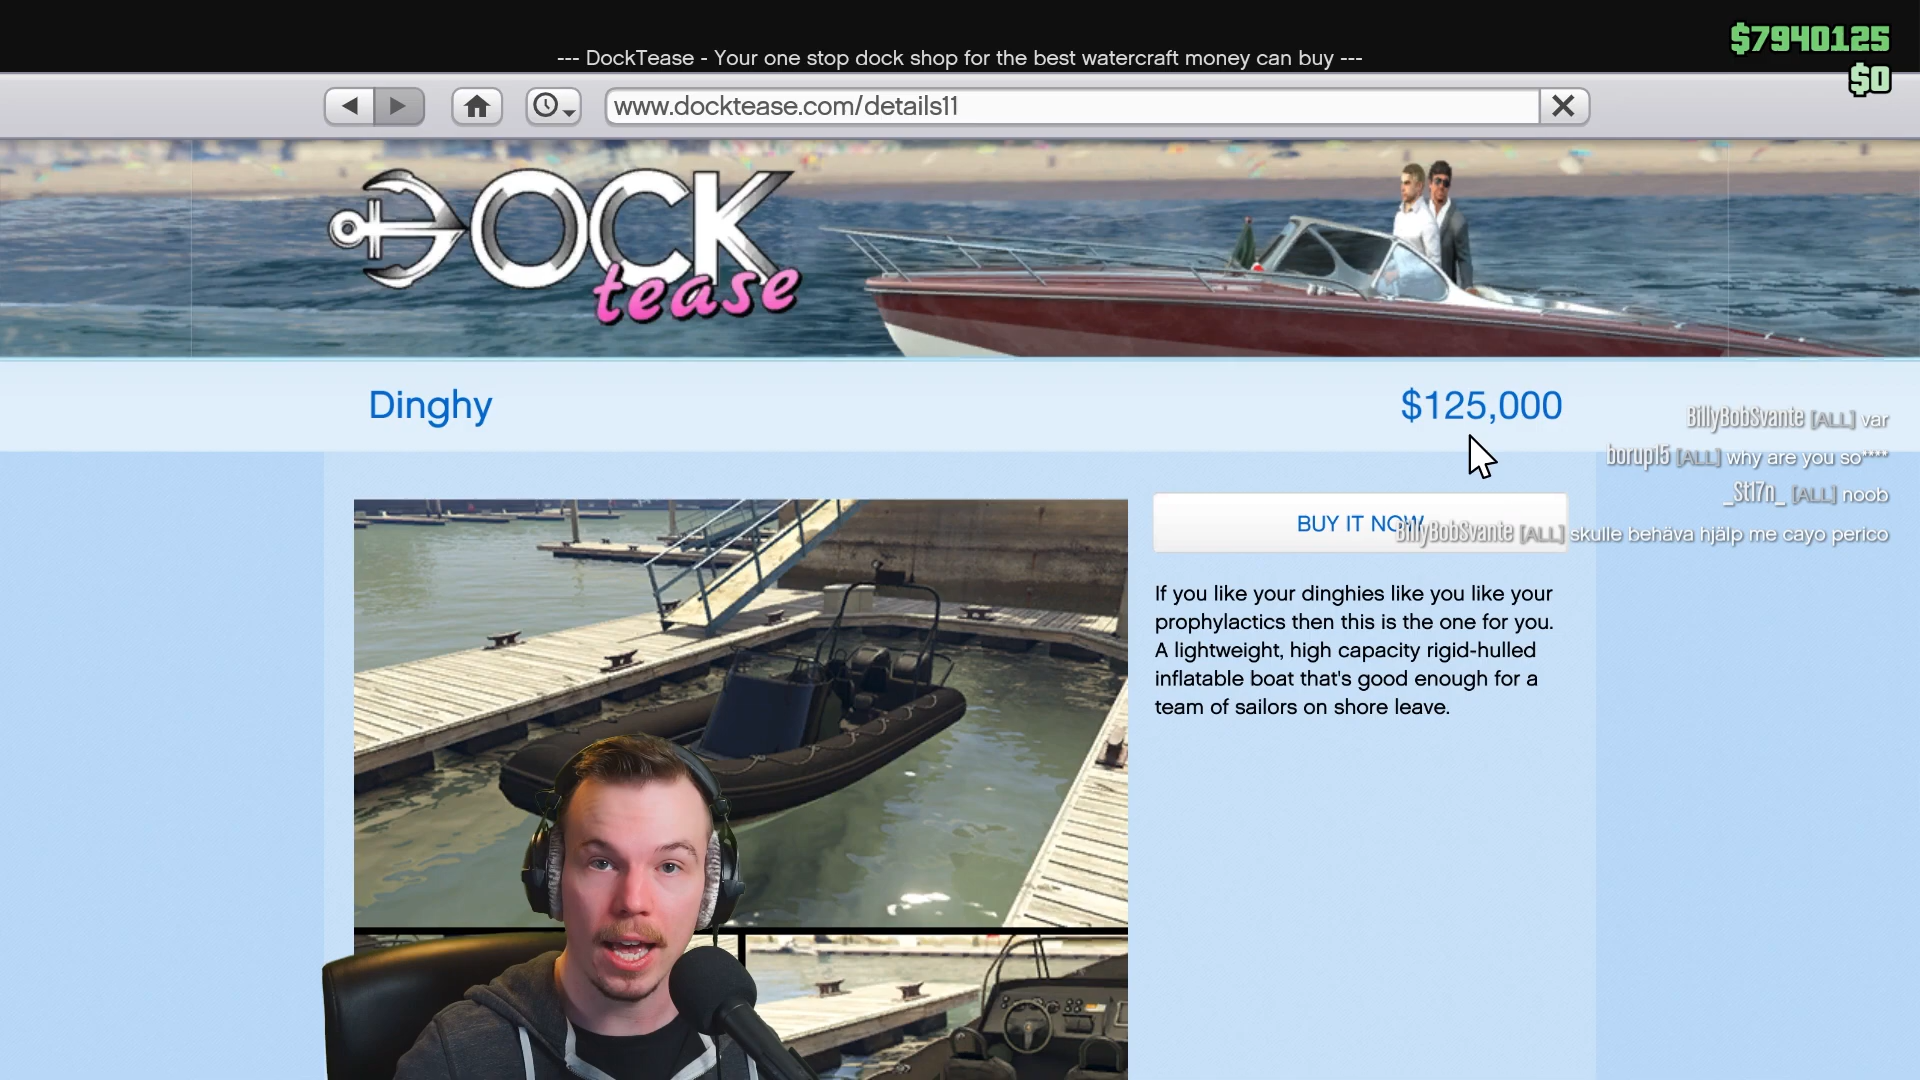 --- DockTease - Your one stop dock shop for the best watercraft money can buy ---
$7940125
$0
www.docktease.com/details11
DOCK
tease
Dinghy
$125,000
BillyBobSvante [ALL] var
borup15 [ALL] why are you so****
_St17n_ [ALL] noob
BUY IT NOW
BillyBobSvante [ALL] skulle behäva hjälp me cayo perico
If you like your dinghies like you like your
prophylactics then this is the one for you.
A lightweight, high capacity rigid-hulled
inflatable boat that's good enough for a
team of sailors on shore leave.